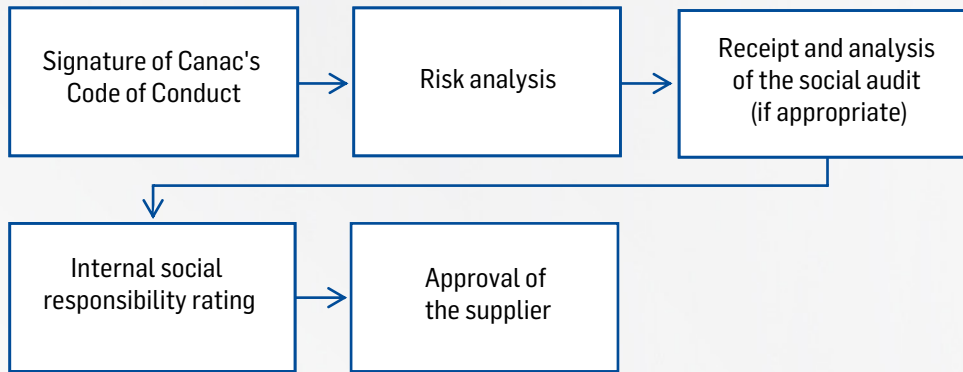 Signature of Canac's
Code of Conduct
Risk analysis
Receipt and analysis
of the social audit
(if appropriate)
Internal social
responsibility rating
Approval of
the supplier